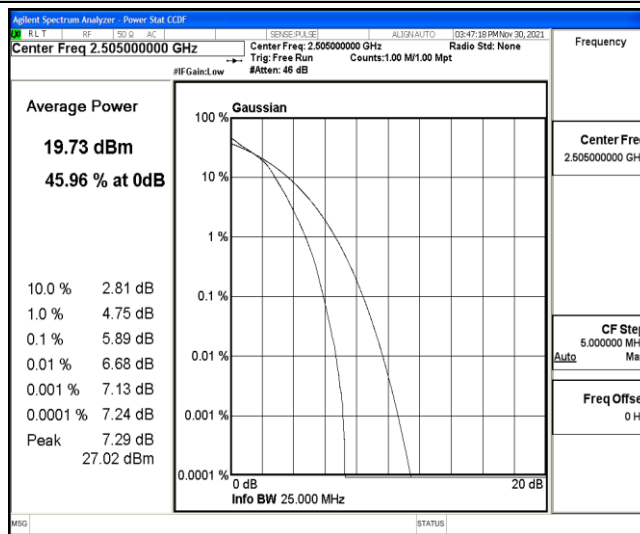 Agilent Spectrum Analyzer - Power Stat CCDF
R L T RF 50 Ω AC SENSE:PULSE ALIGN AUTO 03:47:18 PM Nov 30, 2021
Center Freq 2.505000000 GHz
Center Freq: 2.505000000 GHz Radio Std: None
Trig: Free Run Counts:1.00 M/1.00 Mpt
#IFGain:Low #Atten: 46 dB
Frequency
Average Power
19.73 dBm
45.96 % at 0dB
10.0 % 2.81 dB
1.0 % 4.75 dB
0.1 % 5.89 dB
0.01 % 6.68 dB
0.001 % 7.13 dB
0.0001 % 7.24 dB
Peak 7.29 dB
27.02 dBm
Gaussian
100 %
10 %
1 %
0.1 %
0.01 %
0.001 %
0.0001 %
0 dB 20 dB
Info BW 25.000 MHz
Center Fre
2.505000000 GH
CF Step
5.000000 MH
Auto Ma
Freq Offse
0 H
MSG STATUS